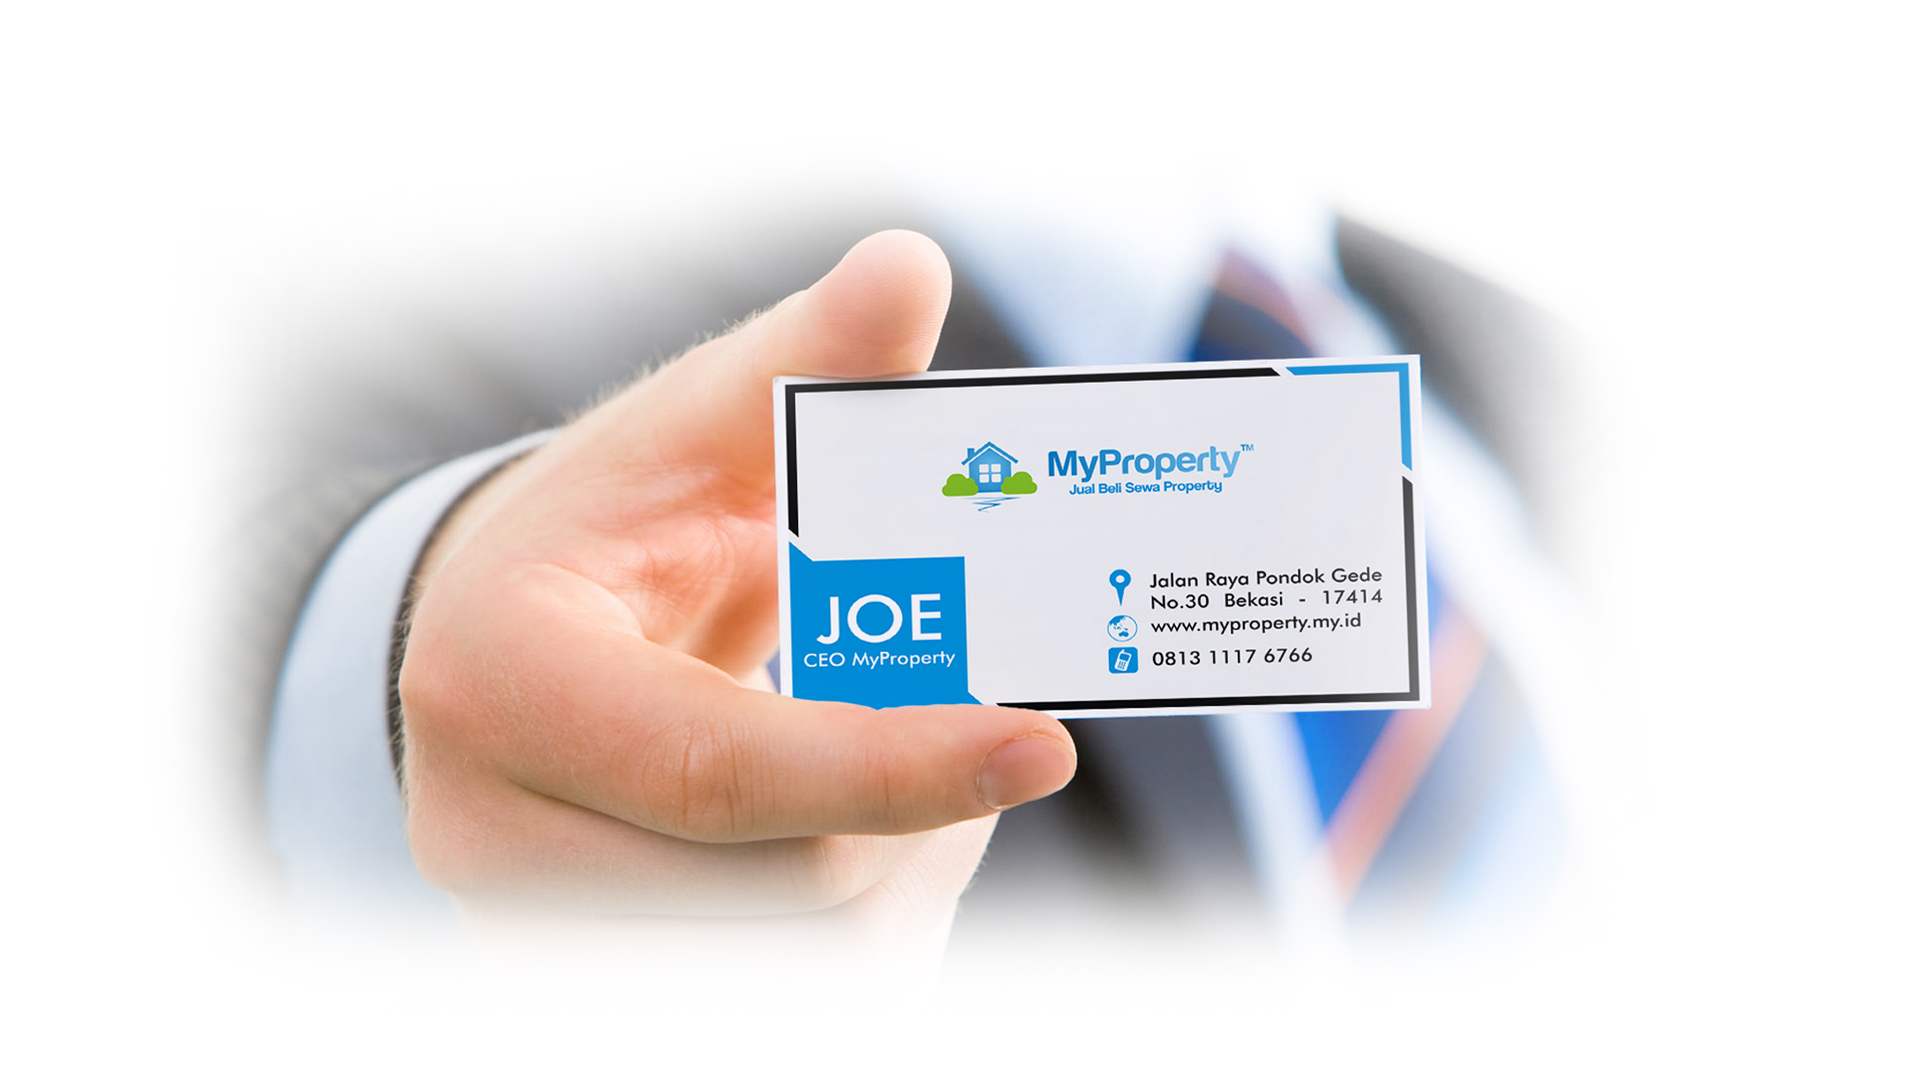 MyProperty™
Jual Beli Sewa Property
JOE
CEO MyProperty
Jalan Raya Pondok Gede
No.30 Bekasi - 17414
www.myproperty.my.id
0813 1117 6766